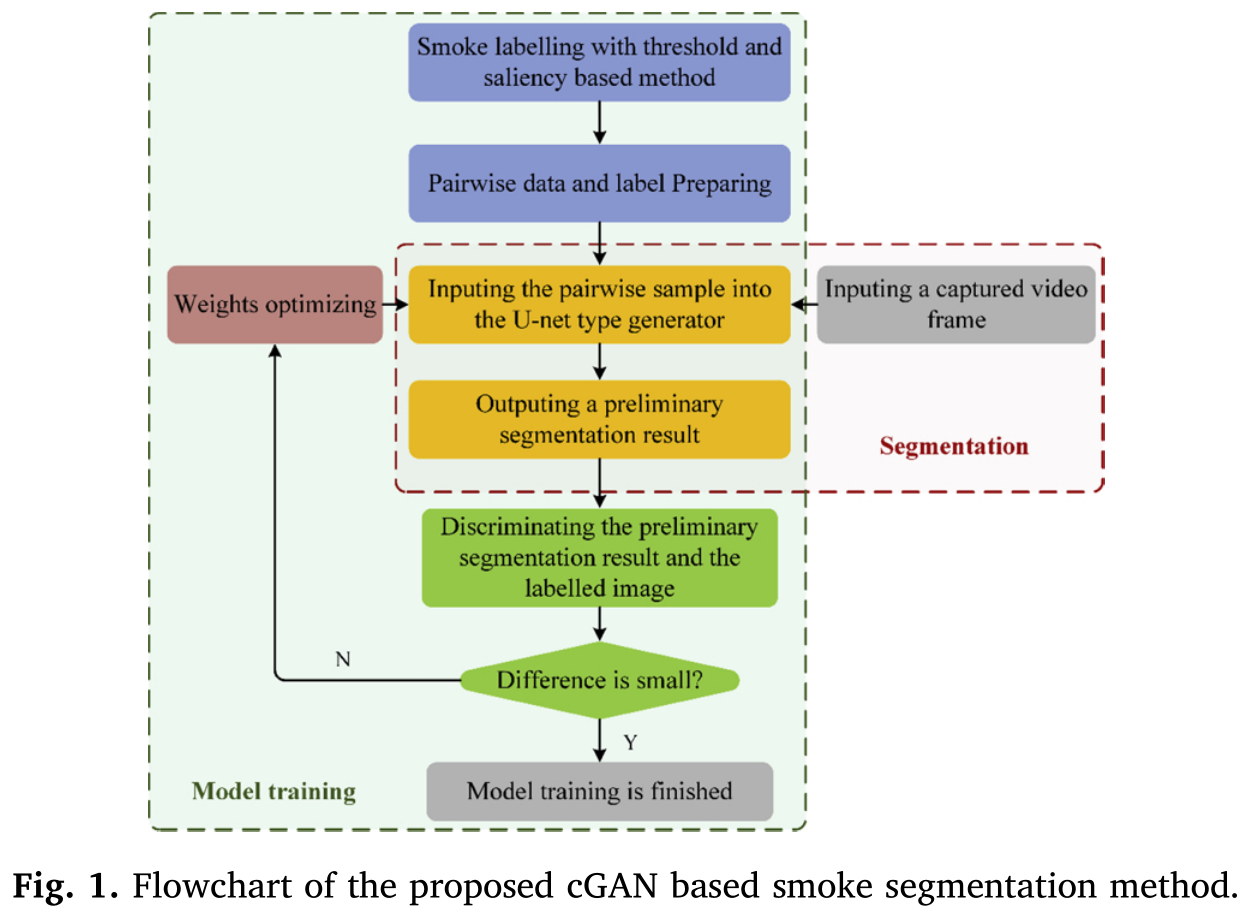 Smoke labelling with threshold and
saliency based method
Pairwise data and label Preparing
Weights optimizing
Inputing the pairwise sample into
the U-net type generator
Inputing a captured video
frame
Outputing a preliminary
segmentation result
Segmentation
Discriminating the preliminary
segmentation result and the
labelled image
N
Difference is small?
Y
Model training
Model training is finished
Fig. 1. Flowchart of the proposed cGAN based smoke segmentation method.